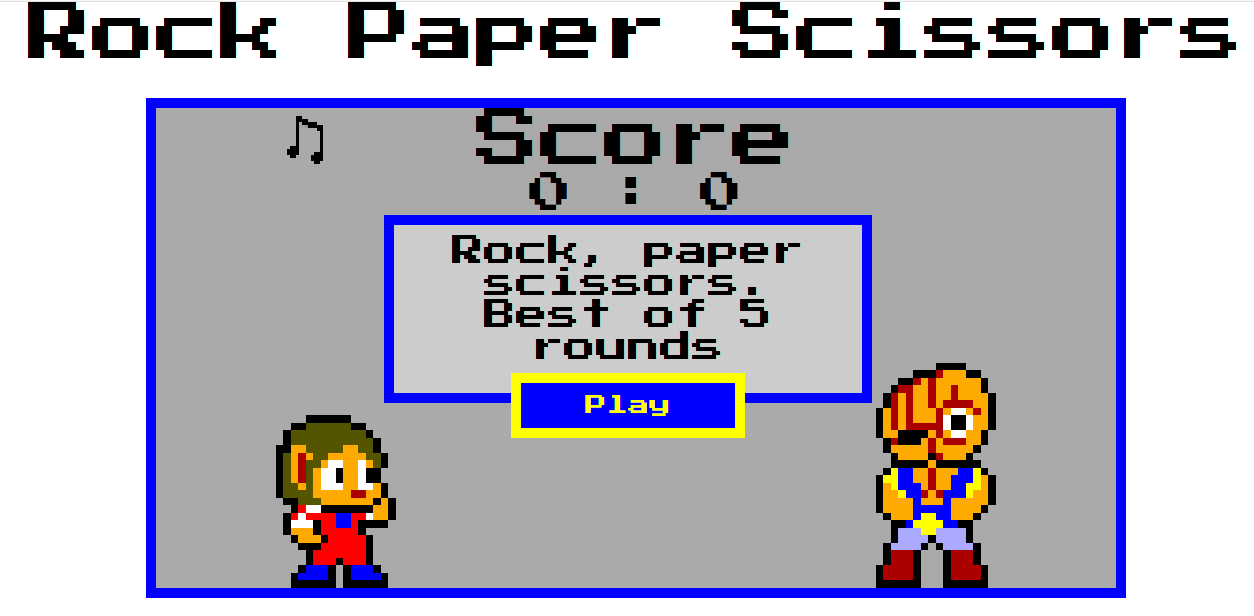 Rock Paper Scissors
Score
0 : 0
Rock, paper
scissors.
Best of 5
rounds
Play